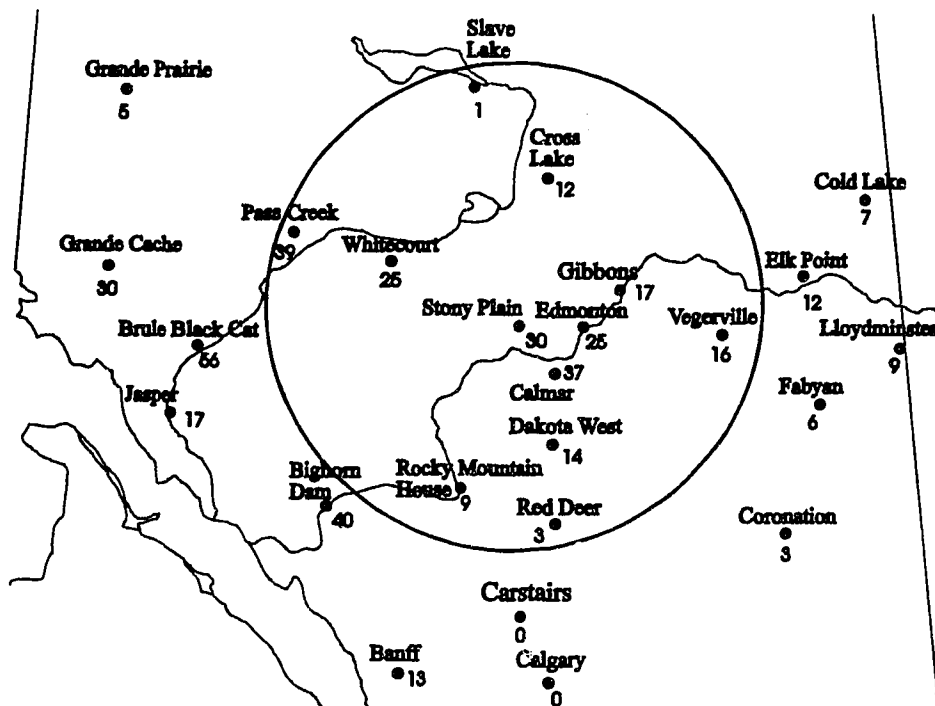 Slave
Lake
1
Grande Prairie
5
Cross
Lake
12
Cold Lake
7
Pass Creek
39
Grande Cache
30
Whitecourt
25
Gibbons
17
Elk Point
12
Stony Plain
30
Edmonton
25
Vegerville
16
Brule Black Cat
56
Lloydminster
9
Jasper
17
37
Calmar
Fabyan
6
Dakota West
14
Bighorn
Dam
40
Rocky Mountain
House
9
Red Deer
3
Coronation
3
Carstairs
0
Banff
13
Calgary
0